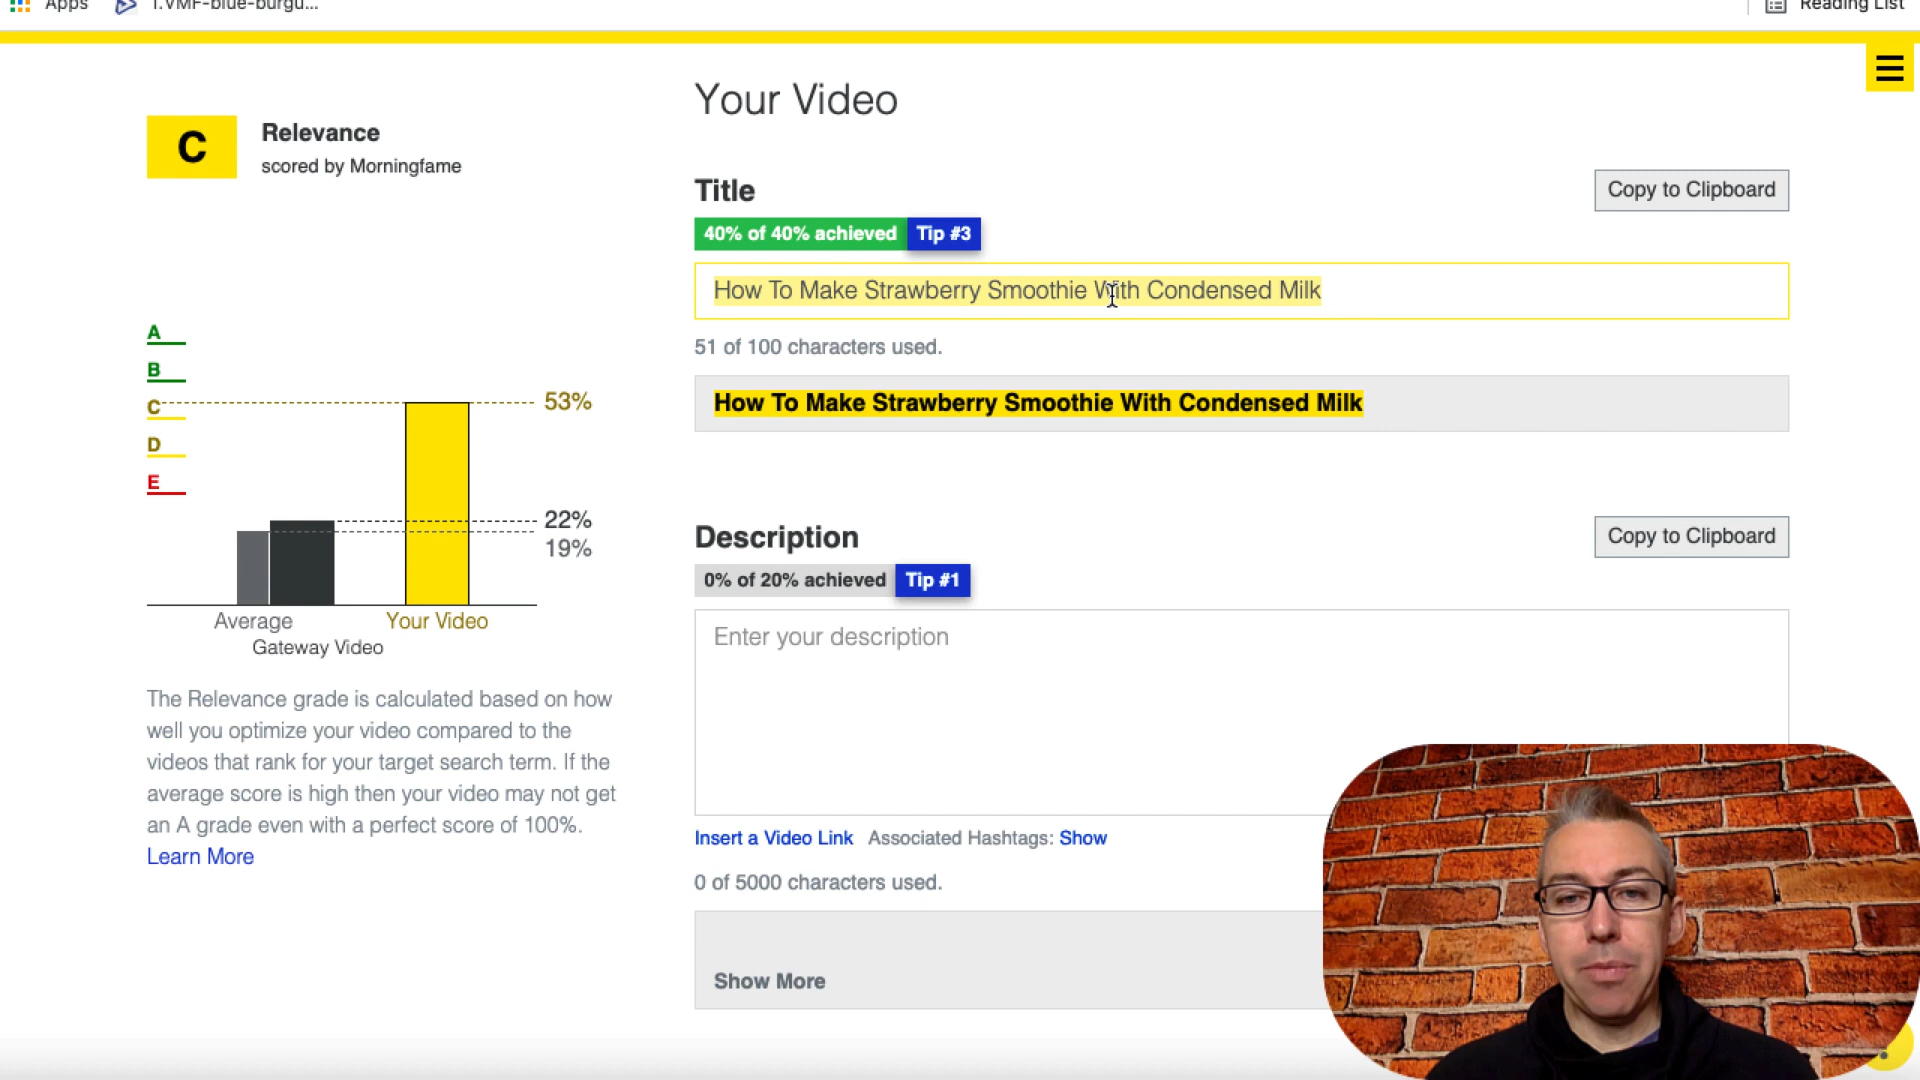 Apps
1.VMF-blue-burgu...
Reading List
C
Relevance
scored by Morningfame
A
B
C
D
E
53%
22%
19%
Average
Your Video
Gateway Video
The Relevance grade is calculated based on how
well you optimize your video compared to the
videos that rank for your target search term. If the
average score is high then your video may not get
an A grade even with a perfect score of 100%.
Learn More
Your Video
Title
Copy to Clipboard
40% of 40% achieved
Tip #3
How To Make Strawberry Smoothie With Condensed Milk
51 of 100 characters used.
How To Make Strawberry Smoothie With Condensed Milk
Description
Copy to Clipboard
0% of 20% achieved
Tip #1
Enter your description
Insert a Video Link
Associated Hashtags: Show
0 of 5000 characters used.
Show More